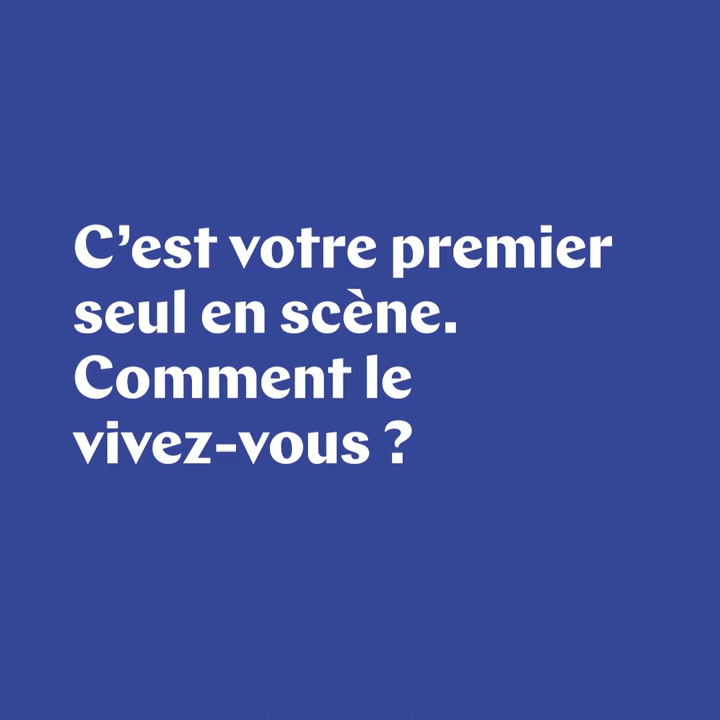 C’est votre premier
seul en scène.
Comment le
vivez-vous ?